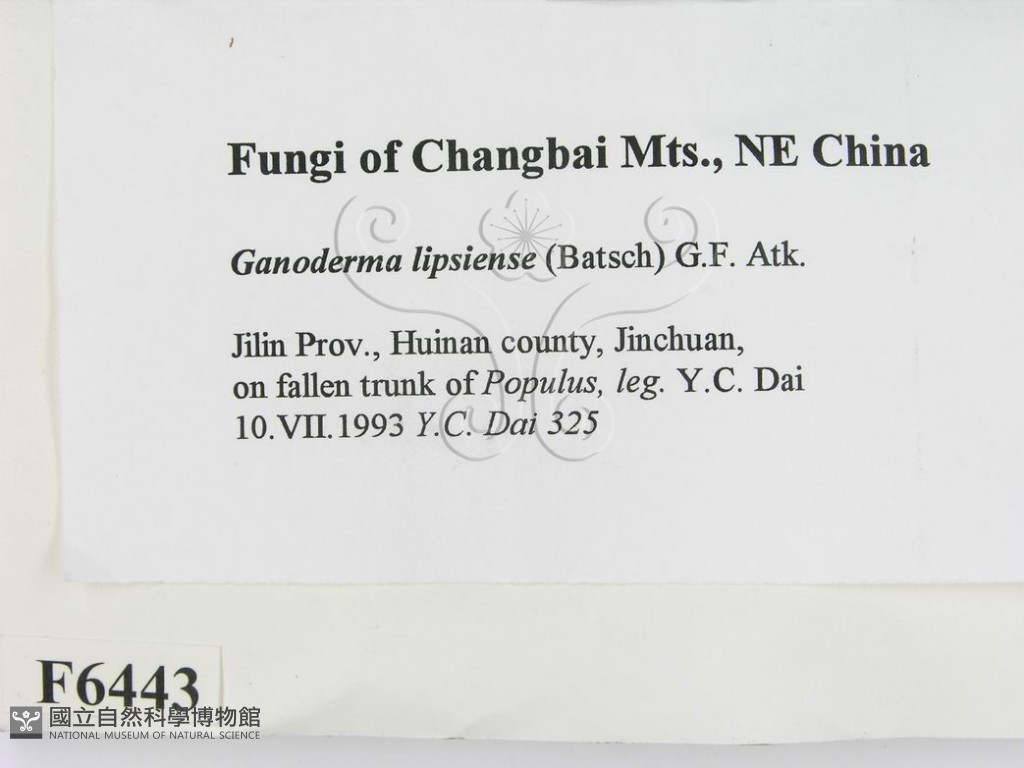 Fungi of Changbai Mts., NE China
Ganoderma lipsiense (Batsch) G.F. Atk.
Jilin Prov., Huinan county, Jinchuan,
on fallen trunk of Populus, leg. Y.C. Dai
10.VII.1993 Y.C. Dai 325
F6443
國立自然科學博物館
NATIONAL MUSEUM OF NATURAL SCIENCE